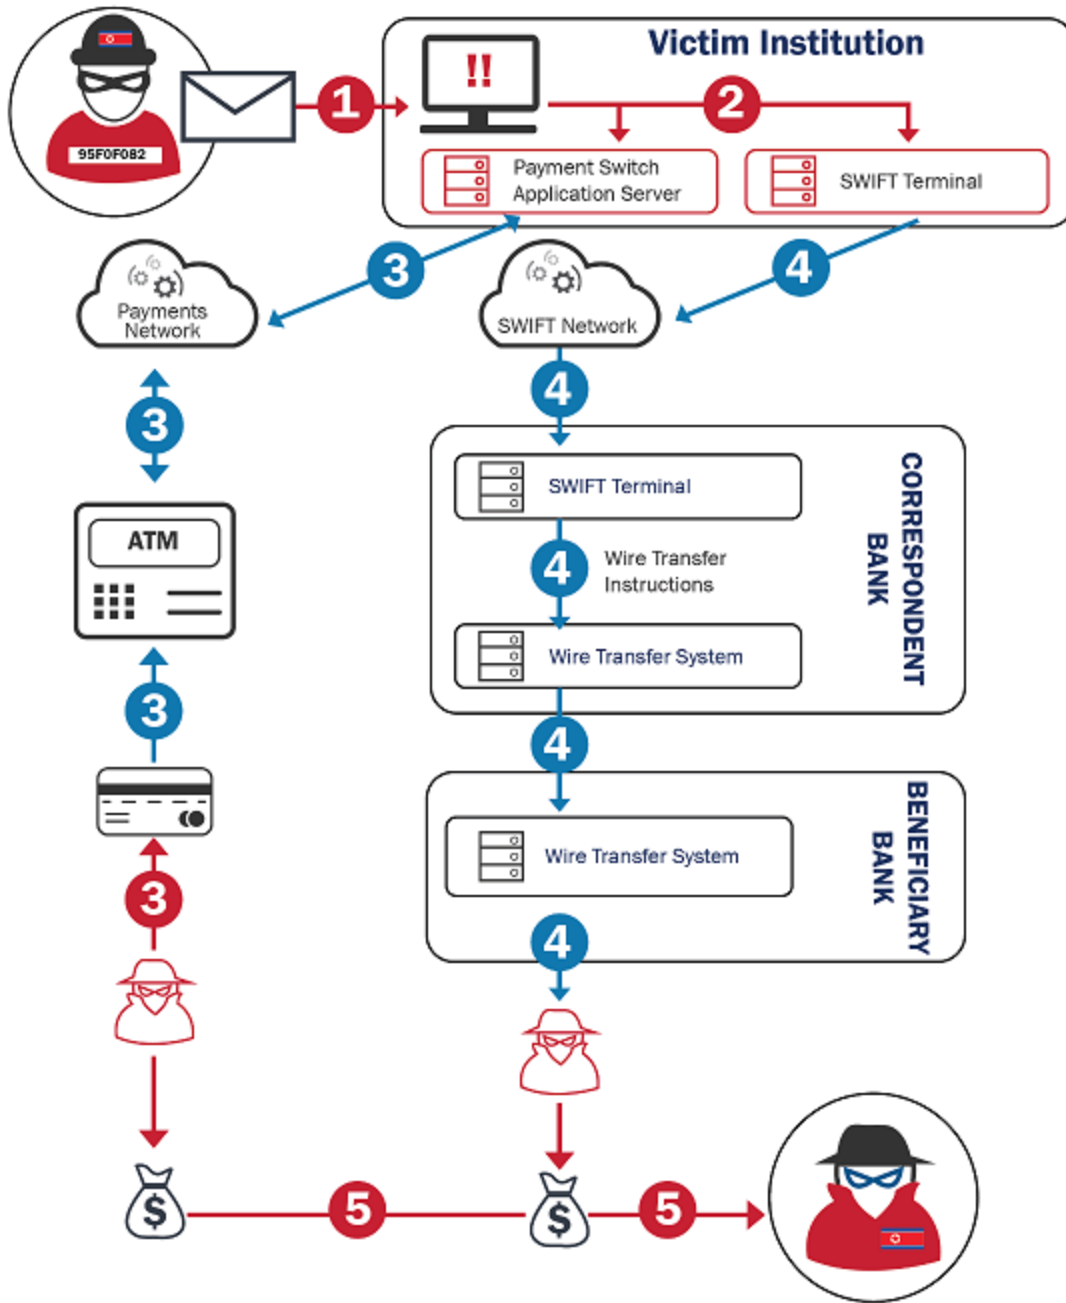 Victim Institution
!!
1
2
95F0F082
Payment Switch
Application Server
SWIFT Terminal
3
4
Payments
Network
SWIFT Network
3
4
SWIFT Terminal
CORRESPONDENT
BANK
ATM
4
Wire Transfer
Instructions
Wire Transfer System
3
4
BENEFICIARY
BANK
Wire Transfer System
3
4
$
5
$
5